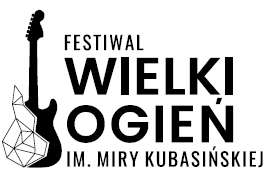 FESTIWAL
WIELKI
OGIEŃ
IM. MIRY KUBASIŃSKIEJ